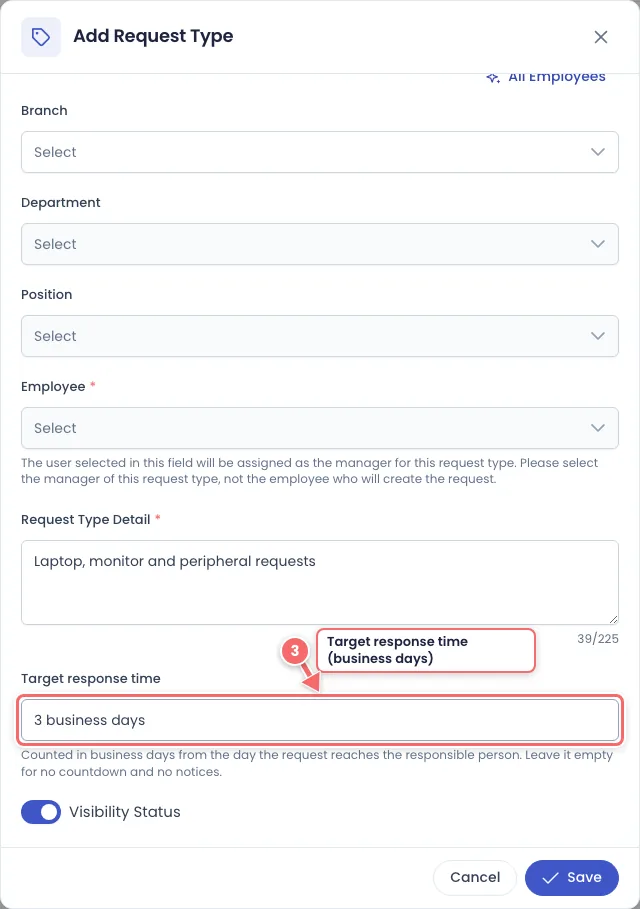 Add Request Type
All Employees
Branch
Select
Department
Select
Position
Select
Employee *
Select
The user selected in this field will be assigned as the manager for this request type. Please select
the manager of this request type, not the employee who will create the request.
Request Type Detail *
Laptop, monitor and peripheral requests
39/225
3
Target response time
(business days)
Target response time
3 business days
Counted in business days from the day the request reaches the responsible person. Leave it empty
for no countdown and no notices.
Visibility Status
Cancel
Save